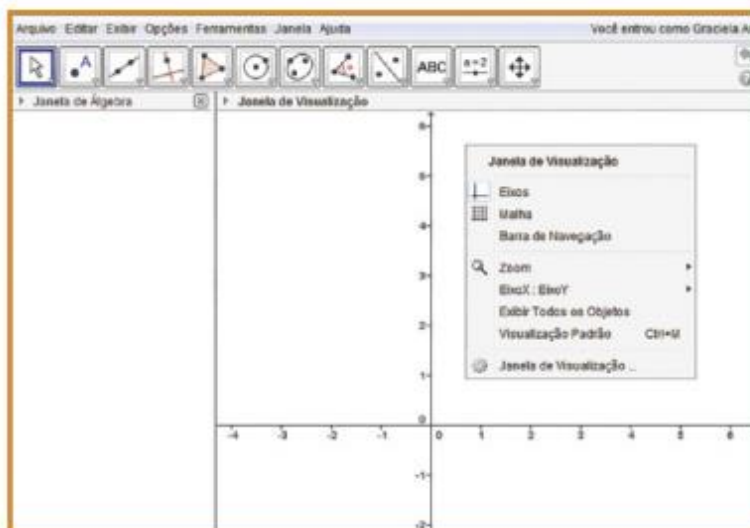 Arquivo Editar Exibir Opções Ferramentas Janela Ajuda Você entrou como Graciela A
A ABC a=2
Janela de Álgebra Janela de Visualização
Janela de Visualização
Eixos
Malha
Barra de Navegação
Zoom
EixoX : EixoY
Exibir Todos os Objetos
Visualização Padrão Ctrl+M
Janela de Visualização ...
6
5
4
3
2
1
0
-4 -3 -2 -1 0 1 2 3 4 5 6
-1
-2